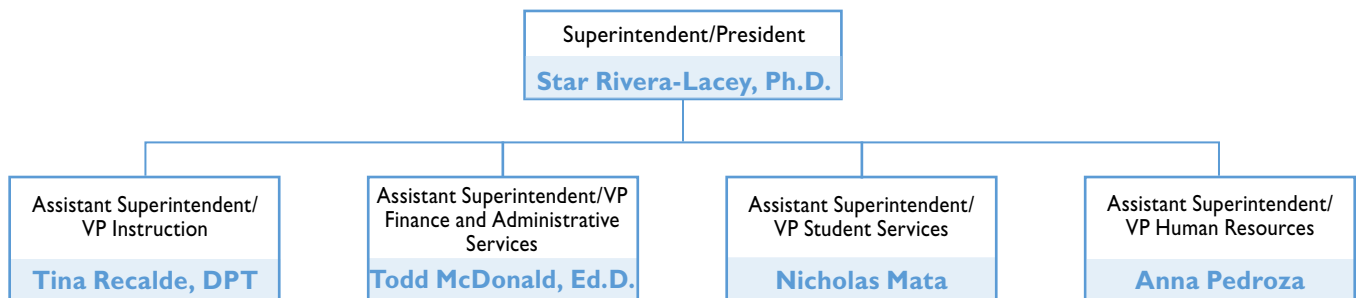 Superintendent/President
Star Rivera-Lacey, Ph.D.
Assistant Superintendent/
VP Instruction
Tina Recalde, DPT
Assistant Superintendent/VP
Finance and Administrative
Services
Todd McDonald, Ed.D.
Assistant Superintendent/
VP Student Services
Nicholas Mata
Assistant Superintendent/
VP Human Resources
Anna Pedroza